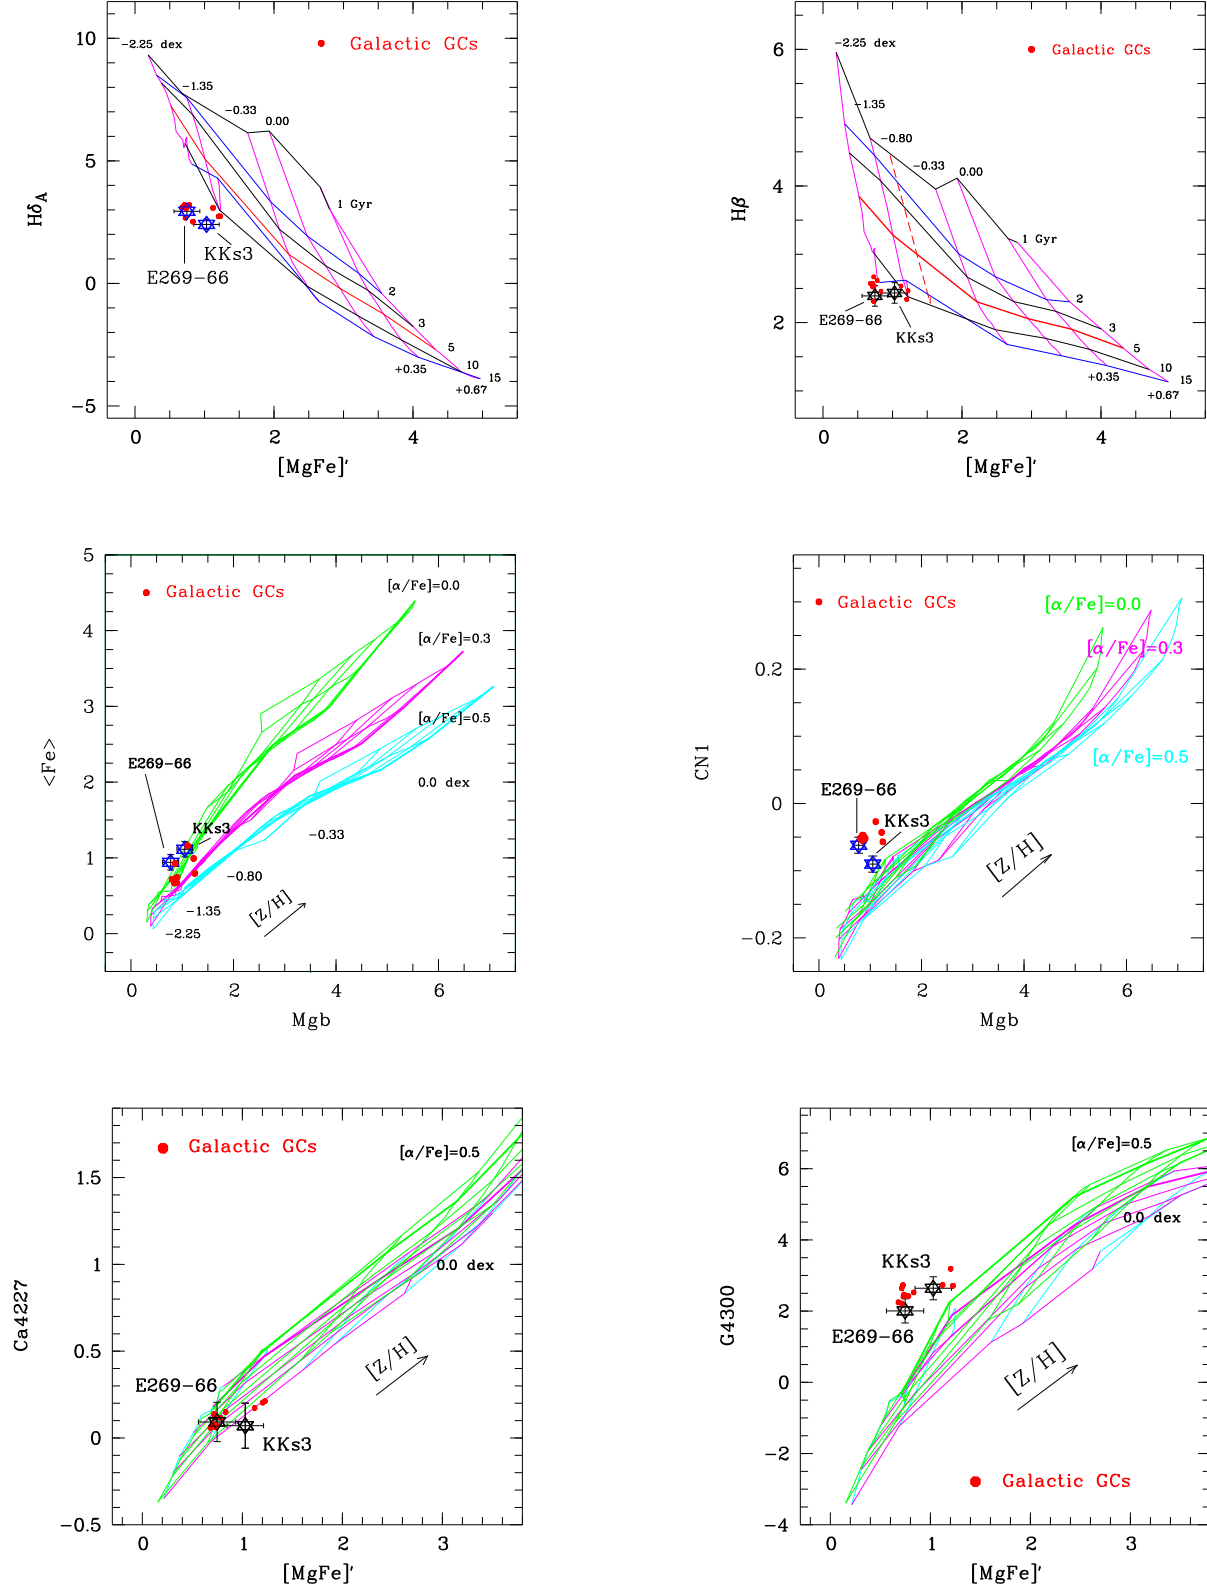 10
5
0
−5
HδA
−2.25 dex
−1.35
−0.33
0.00
1 Gyr
2
3
5
10
15
+0.35
+0.67
Galactic GCs
KKs3
E269−66
0
2
4
[MgFe]′
6
4
2
Hβ
−2.25 dex
−1.35
−0.80
−0.33
0.00
1 Gyr
2
3
5
10
15
+0.35
+0.67
Galactic GCs
E269−66
KKs3
0
2
4
[MgFe]′
5
4
3
2
1
0
<Fe>
Galactic GCs
[α/Fe]=0.0
[α/Fe]=0.3
[α/Fe]=0.5
E269−66
KKs3
0.0 dex
−0.33
−0.80
−1.35
−2.25
[Z/H]
0
2
4
6
Mgb
0.2
0
−0.2
CN1
Galactic GCs
[α/Fe]=0.0
[α/Fe]=0.3
[α/Fe]=0.5
E269−66
KKs3
[Z/H]
0
2
4
6
Mgb
1.5
1
0.5
0
−0.5
Ca4227
Galactic GCs
[α/Fe]=0.5
0.0 dex
E269−66
KKs3
[Z/H]
0
1
2
3
[MgFe]′
6
4
2
0
−2
−4
G4300
[α/Fe]=0.5
0.0 dex
KKs3
E269−66
[Z/H]
Galactic GCs
0
1
2
3
[MgFe]′